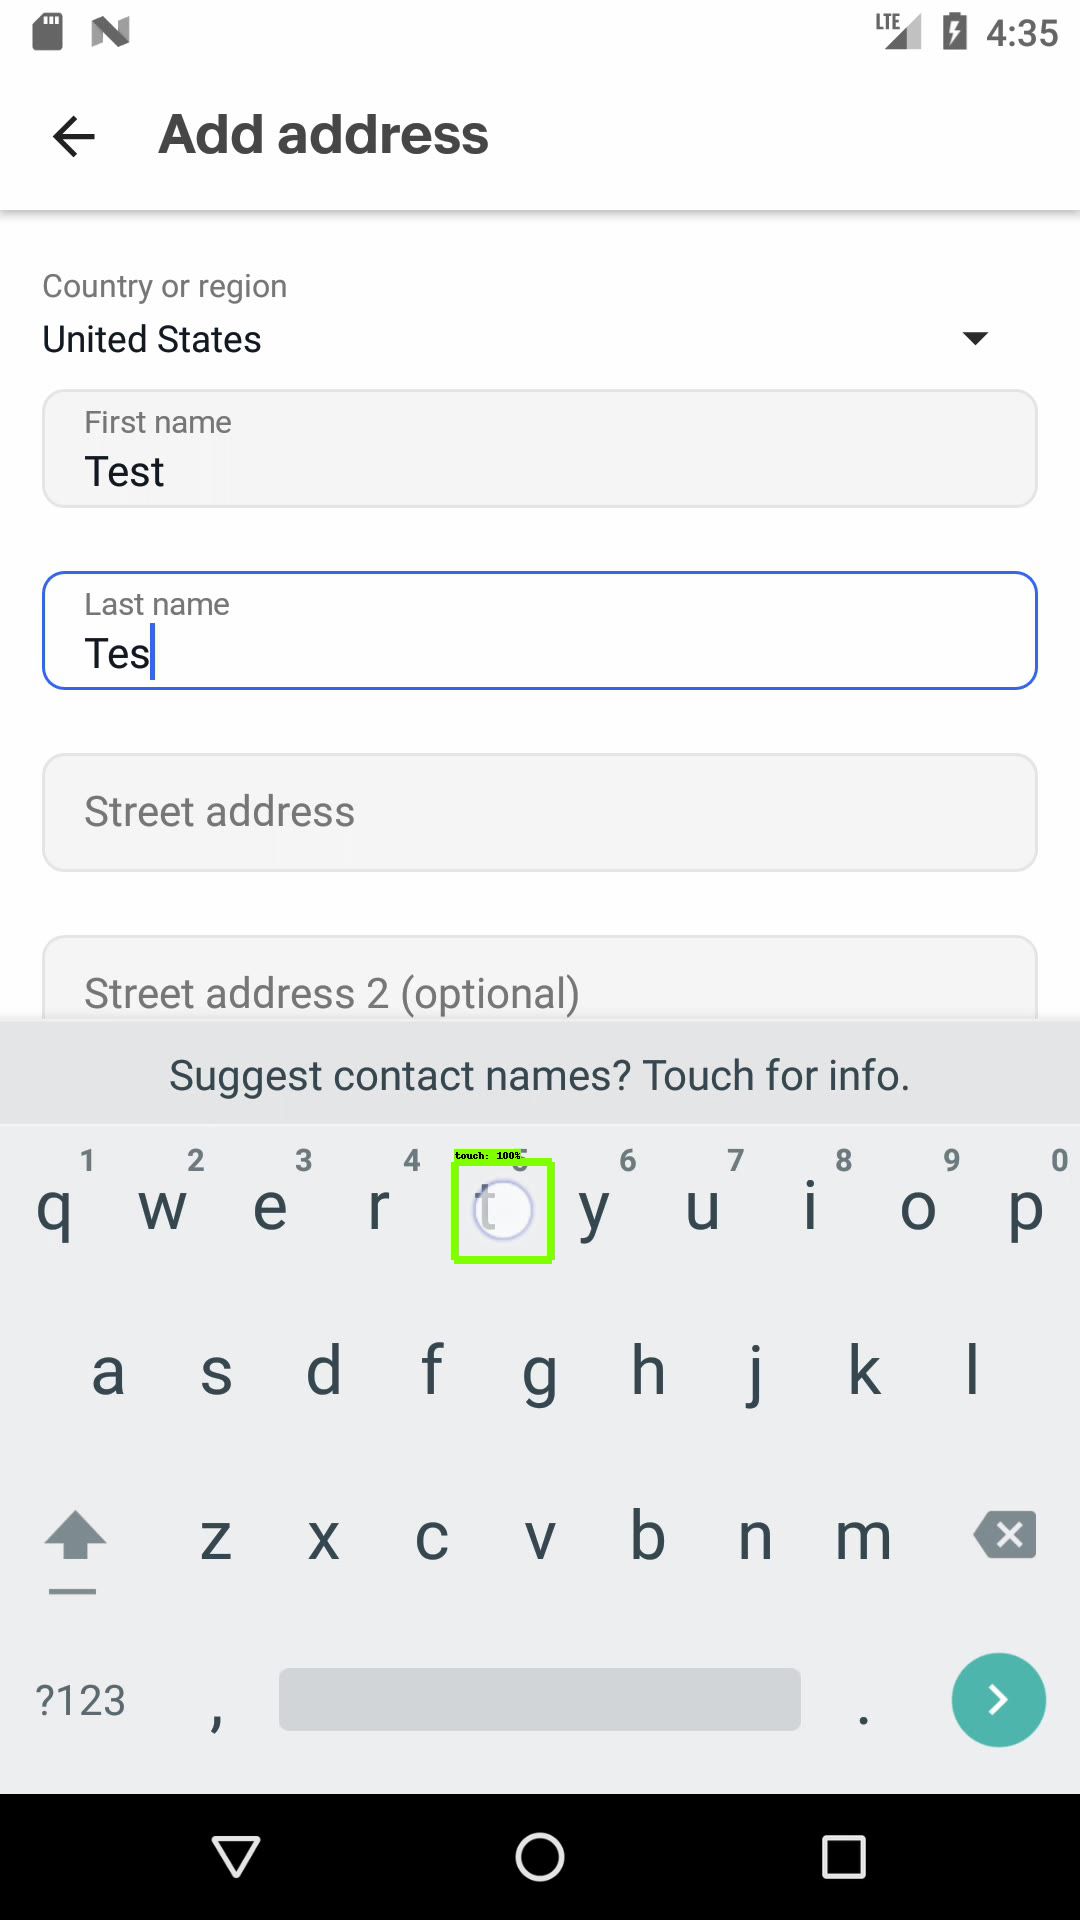 LTE 4:35
Add address
Country or region
United States
First name
Test
Last name
Tes
Street address
Street address 2 (optional)
Suggest contact names? Touch for info.
touch: 100%
1 2 3 4 5 6 7 8 9 0
q w e r t y u i o p
a s d f g h j k l
z x c v b n m
?123 , .